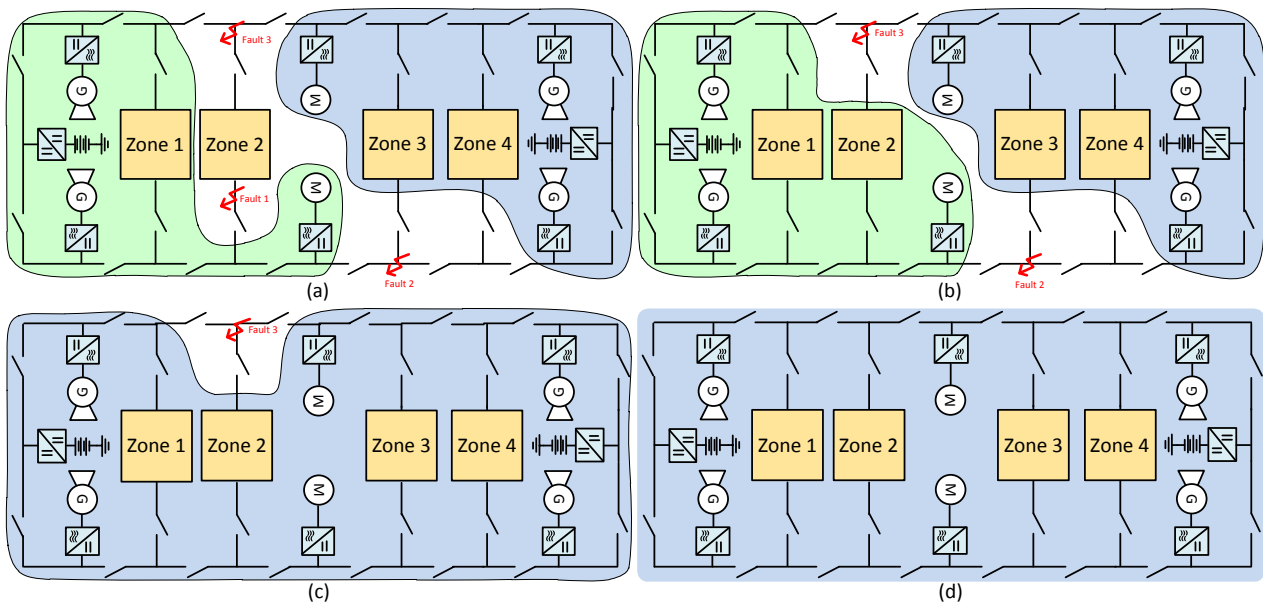 Fault 3
G
M
G
Zone 1
Zone 2
Zone 3
Zone 4
Fault 1
G
M
G
Fault 2
(a)
Fault 3
G
M
G
Zone 1
Zone 2
Zone 3
Zone 4
G
M
G
Fault 2
(b)
Fault 3
G
M
G
Zone 1
Zone 2
Zone 3
Zone 4
G
M
G
(c)
G
M
G
Zone 1
Zone 2
Zone 3
Zone 4
G
M
G
(d)